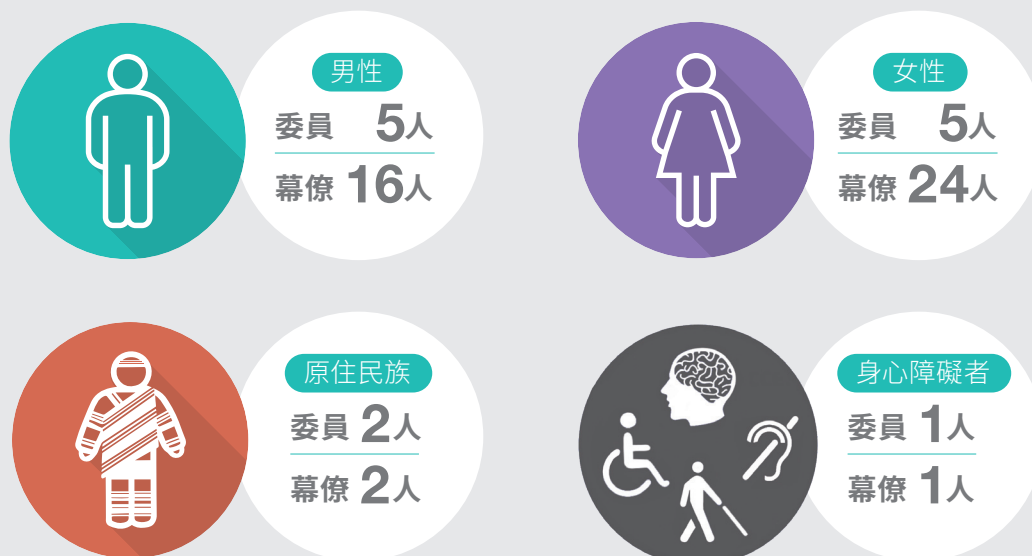 男性
委員 5人
幕僚 16人
女性
委員 5人
幕僚 24人
原住民族
委員 2人
幕僚 2人
身心障礙者
委員 1人
幕僚 1人